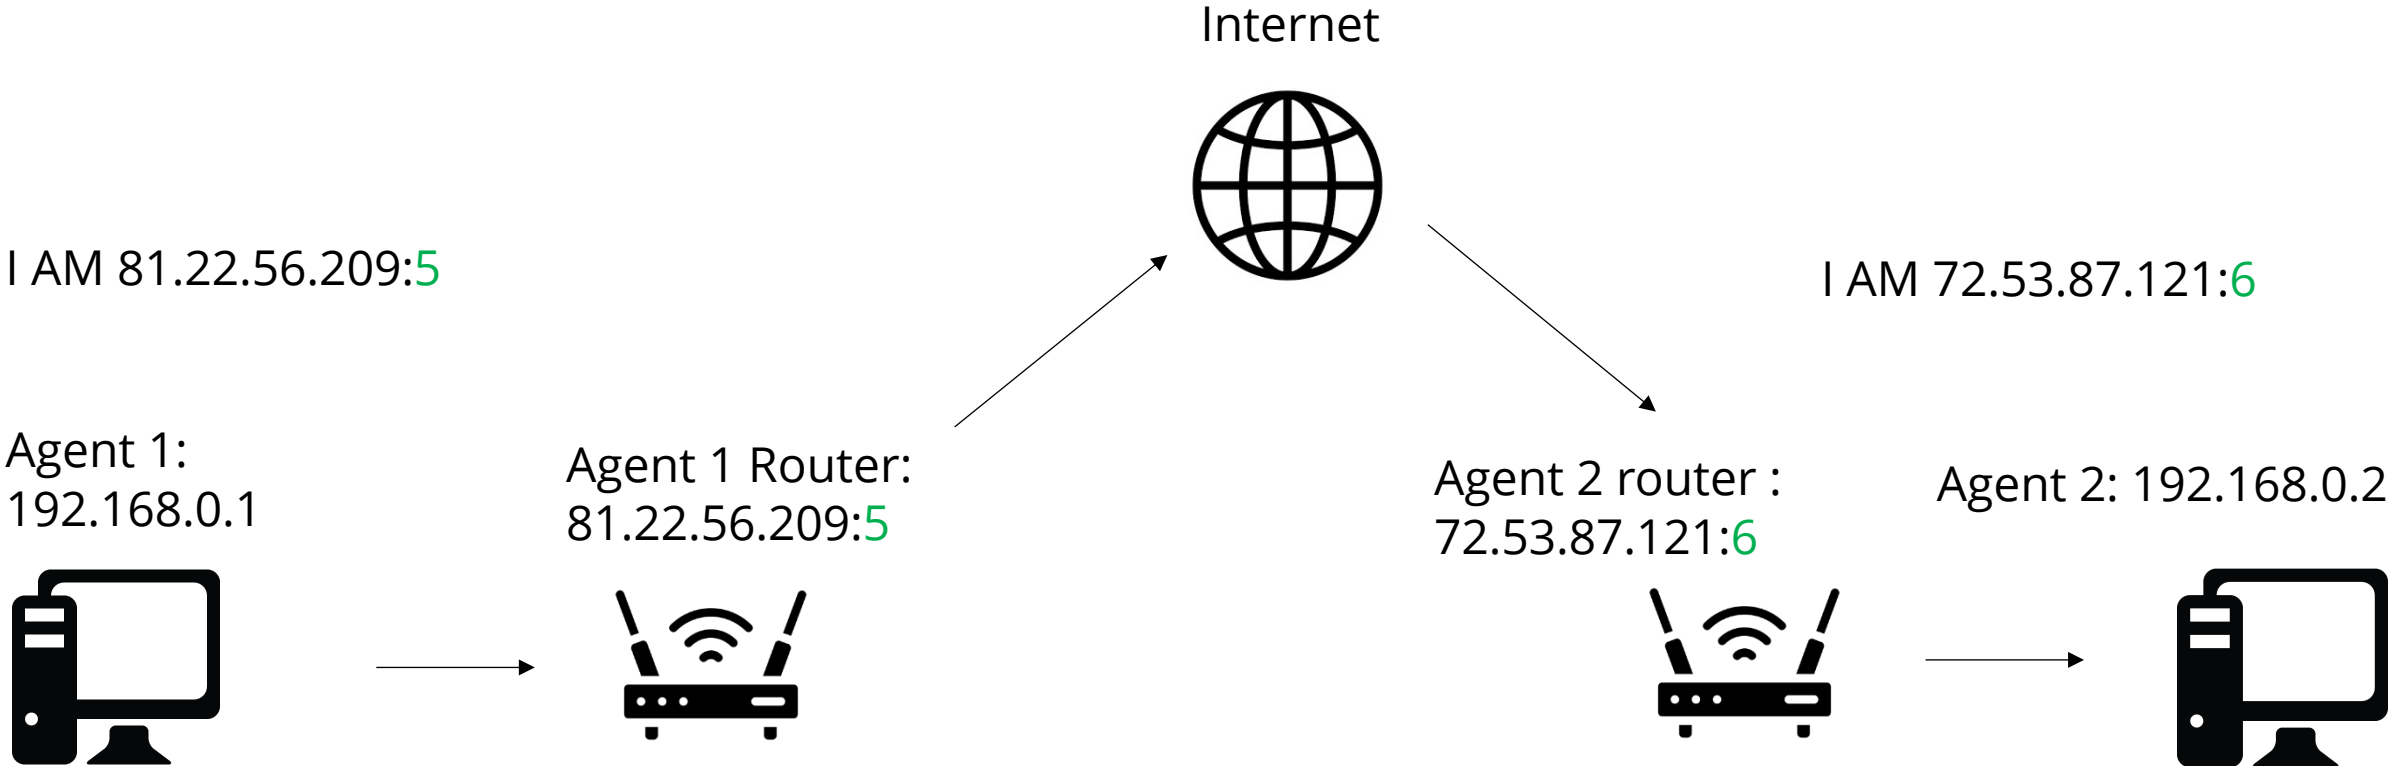 Internet
I AM 81.22.56.209:5
I AM 72.53.87.121:6
Agent 1:
192.168.0.1
Agent 1 Router:
81.22.56.209:5
Agent 2 router :
72.53.87.121:6
Agent 2: 192.168.0.2